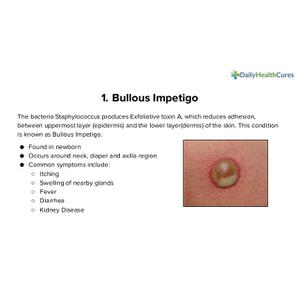 DailyHealthCures
1. Bullous Impetigo
The bacteria Staphylococcus produces Exfoliative toxin A, which reduces adhesion,
between uppermost layer (epidermis) and the lower layer(dermis) of the skin. This condition
is known as Bullous Impetigo.
● Found in newborn
● Occurs around neck, diaper and axilla region
● Common symptoms include:
○ Itching
○ Swelling of nearby glands
○ Fever
○ Diarrhea
○ Kidney Disease